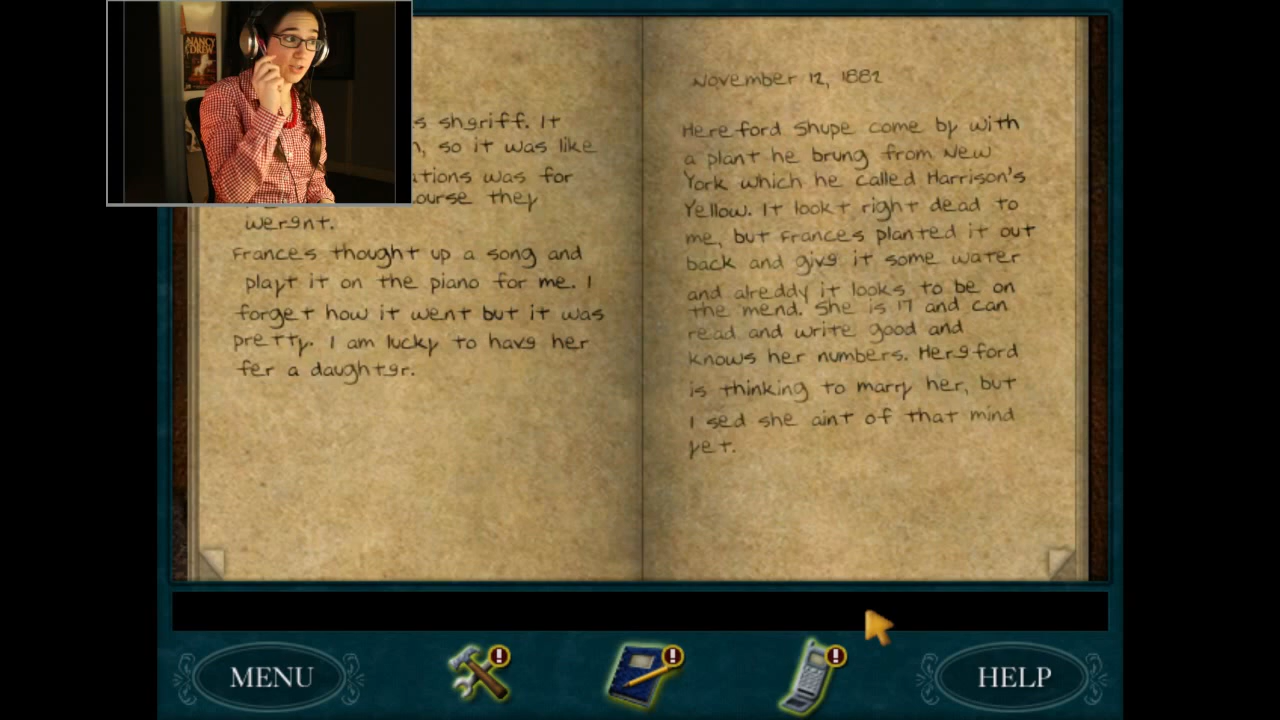 NANCY
DREW
s sheriff. It
, so it was like
ations was for
ourse they
werent.
Frances thought up a song and
playt it on the piano for me. I
forget how it went but it was
pretty. I am lucky to have her
fer a daughter.
November 12, 1882
Hereford Shupe come by with
a plant he brung from New
York which he called Harrison's
Yellow. It lookt right dead to
me, but Frances planted it out
back and give it some water
and alreddy it looks to be on
the mend. She is 17 and can
read and write good and
knows her numbers. Hereford
is thinking to marry her, but
I sed she aint of that mind
yet.
MENU
HELP